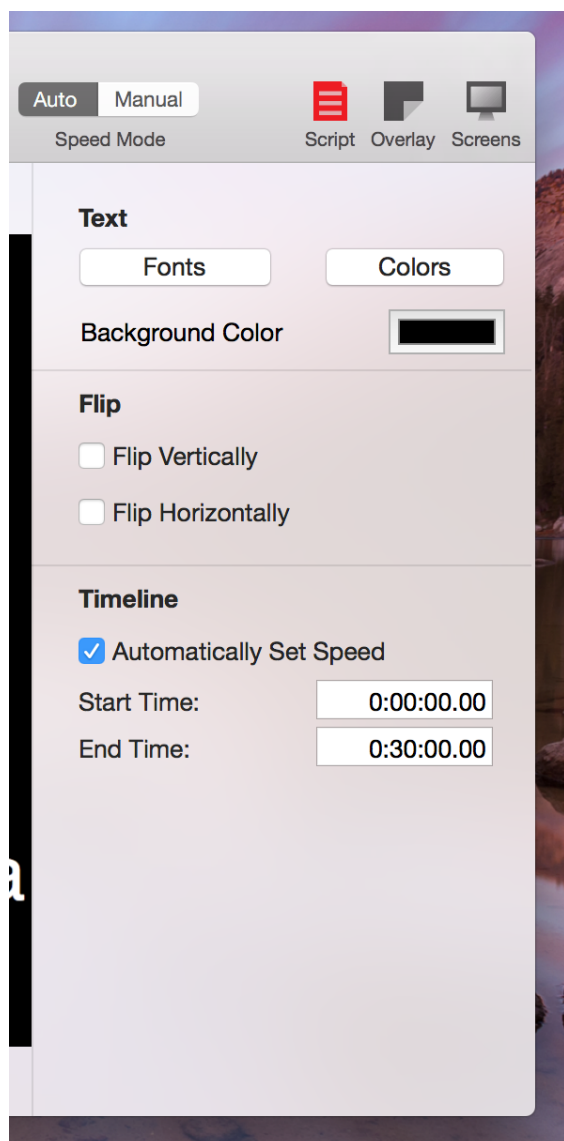 Auto Manual
Speed Mode Script Overlay Screens
Text
Fonts Colors
Background Color
Flip
Flip Vertically
Flip Horizontally
Timeline
Automatically Set Speed
Start Time: 0:00:00.00
End Time: 0:30:00.00
a